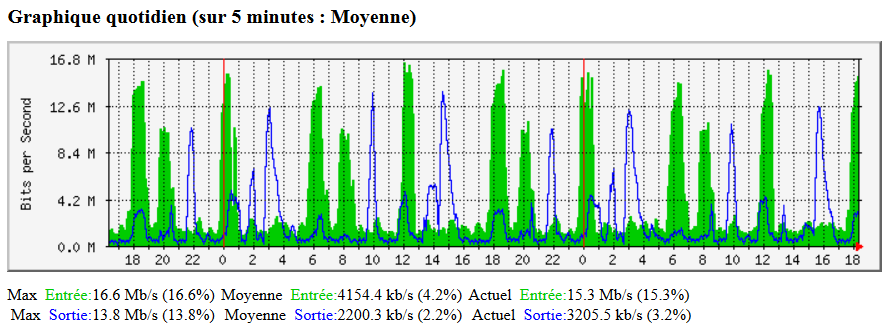 Graphique quotidien (sur 5 minutes : Moyenne)
16.8 M
12.6 M
8.4 M
4.2 M
0.0 M
Bits per Second
18 20 22 0 2 4 6 8 10 12 14 16 18 20 22 0 2 4 6 8 10 12 14 16 18
Max Entrée:16.6 Mb/s (16.6%) Moyenne Entrée:4154.4 kb/s (4.2%) Actuel Entrée:15.3 Mb/s (15.3%)
Max Sortie:13.8 Mb/s (13.8%) Moyenne Sortie:2200.3 kb/s (2.2%) Actuel Sortie:3205.5 kb/s (3.2%)